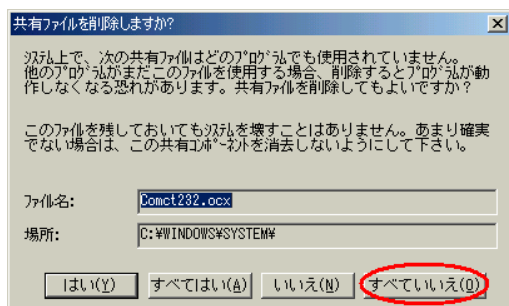 共有ファイルを削除しますか?
ｼｽﾃﾑ上で、次の共有ﾌｧｲﾙはどのﾌﾟﾛｸﾞﾗﾑでも使用されていません。
他のﾌﾟﾛｸﾞﾗﾑがまだこのﾌｧｲﾙを使用する場合、削除するとﾌﾟﾛｸﾞﾗﾑが動
作しなくなる恐れがあります。共有ﾌｧｲﾙを削除してもよいですか？
このﾌｧｲﾙを残しておいてもｼｽﾃﾑを壊すことはありません。あまり確実
でない場合は、この共有ｺﾝﾎﾟｰﾈﾝﾄを消去しないようにして下さい。
ﾌｧｲﾙ名: Comct232.ocx
場所: C:¥WINDOWS¥SYSTEM¥
はい(Y) すべてはい(A) いいえ(N) すべていいえ(O)